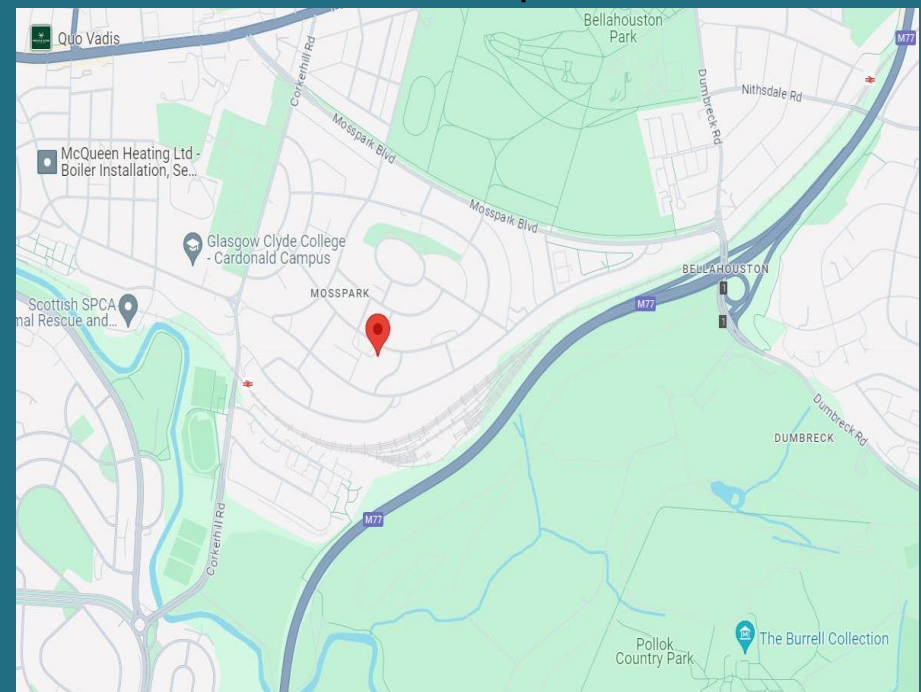 Bellahouston
Park
Quo Vadis
M77
Corkerhill Rd
Dumbreck Rd
Nithsdale Rd
Mosspark Blvd
McQueen Heating Ltd -
Boiler Installation, Se...
Mosspark Blvd
Glasgow Clyde College
- Cardonald Campus
BELLAHOUSTON
MOSSPARK
1
M77
Scottish SPCA
nal Rescue and...
1
Dumbreck Rd
DUMBRECK
Corkerhill Rd
M77
The Burrell Collection
Pollok
Country Park